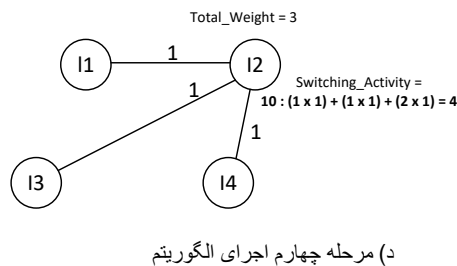 Total_Weight = 3
I1
1
I2
Switching_Activity =
10 : (1 x 1) + (1 x 1) + (2 x 1) = 4
1
1
I3
I4
د) مرحله چهارم اجرای الگوریتم